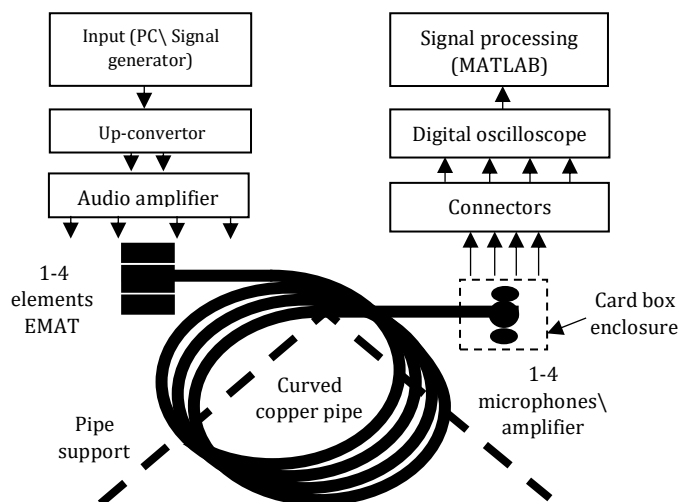 Input (PC\ Signal
generator)
Up-convertor
Audio amplifier
1-4
elements
EMAT
Signal processing
(MATLAB)
Digital oscilloscope
Connectors
Card box
enclosure
1-4
microphones\
amplifier
Curved
copper pipe
Pipe
support